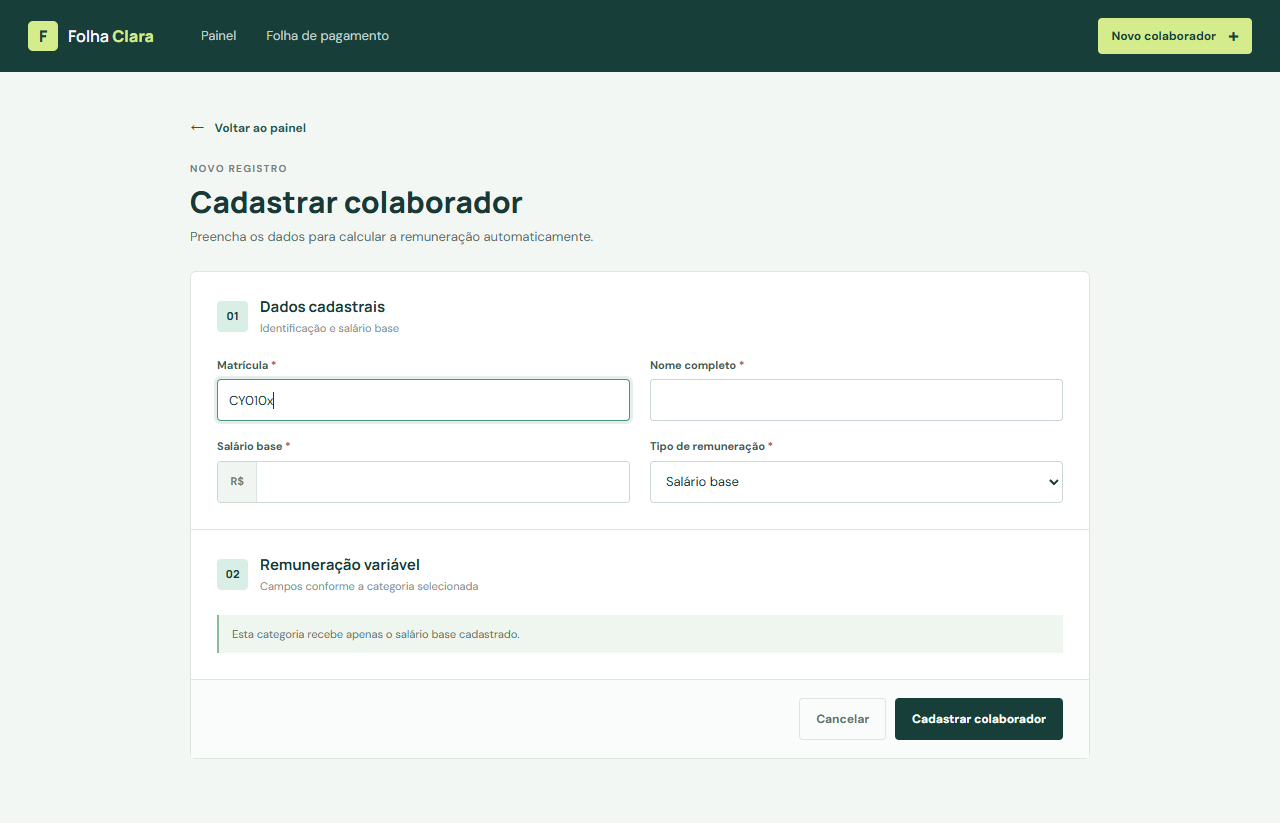 F Folha Clara Painel Folha de pagamento Novo colaborador +
← Voltar ao painel
NOVO REGISTRO
Cadastrar colaborador
Preencha os dados para calcular a remuneração automaticamente.
01 Dados cadastrais
Identificação e salário base
Matrícula * Nome completo *
CY010x
Salário base * Tipo de remuneração *
R$ Salário base
02 Remuneração variável
Campos conforme a categoria selecionada
Esta categoria recebe apenas o salário base cadastrado.
Cancelar Cadastrar colaborador